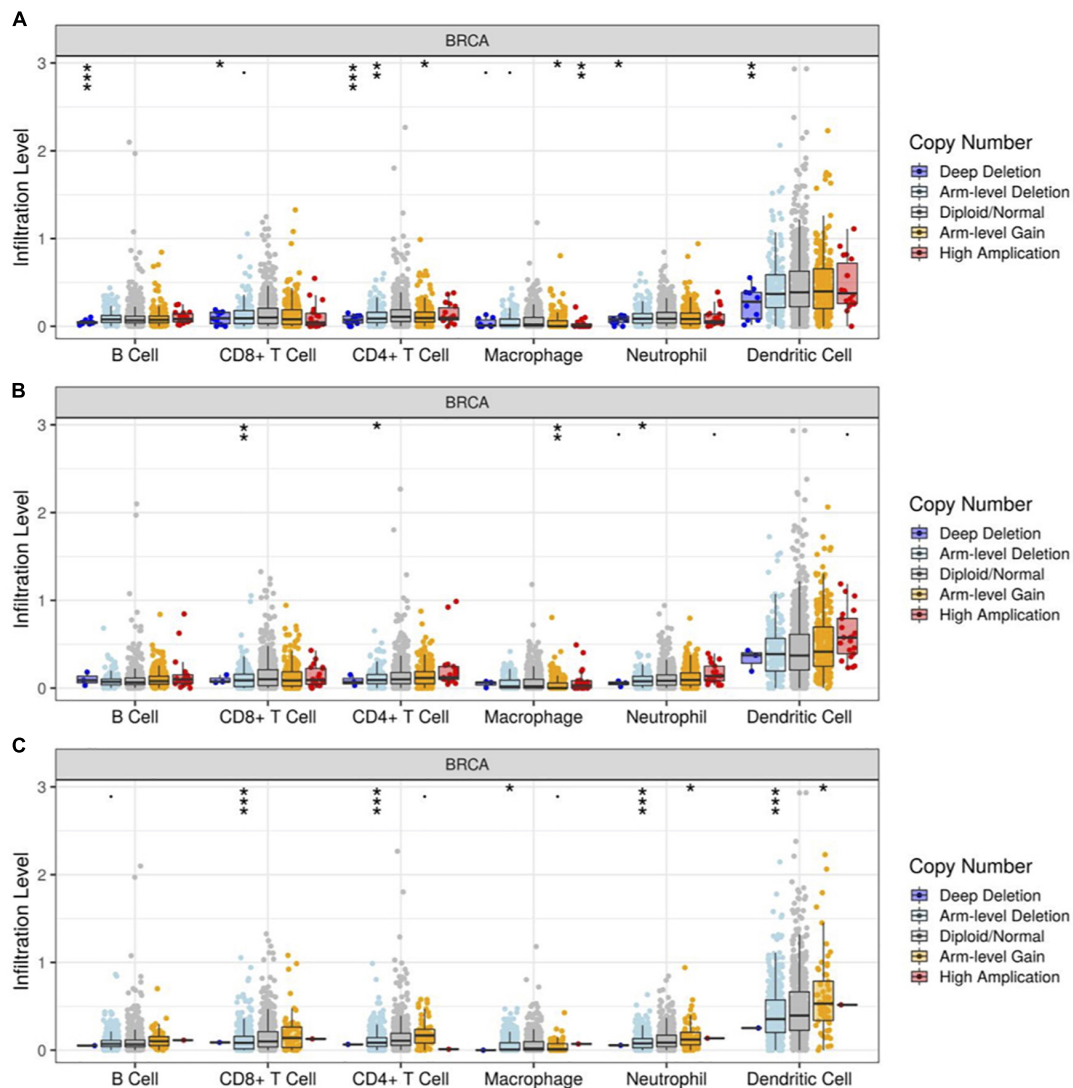 A
BRCA
*** * . *** ** * . . * ** * **
3
2
1
0
Infiltration Level
B Cell CD8+ T Cell CD4+ T Cell Macrophage Neutrophil Dendritic Cell
Copy Number
Deep Deletion
Arm-level Deletion
Diploid/Normal
Arm-level Gain
High Amplication
B
BRCA
** * ** . * . .
3
2
1
0
Infiltration Level
B Cell CD8+ T Cell CD4+ T Cell Macrophage Neutrophil Dendritic Cell
Copy Number
Deep Deletion
Arm-level Deletion
Diploid/Normal
Arm-level Gain
High Amplication
C
BRCA
. *** *** . * . *** * *** *
3
2
1
0
Infiltration Level
B Cell CD8+ T Cell CD4+ T Cell Macrophage Neutrophil Dendritic Cell
Copy Number
Deep Deletion
Arm-level Deletion
Diploid/Normal
Arm-level Gain
High Amplication